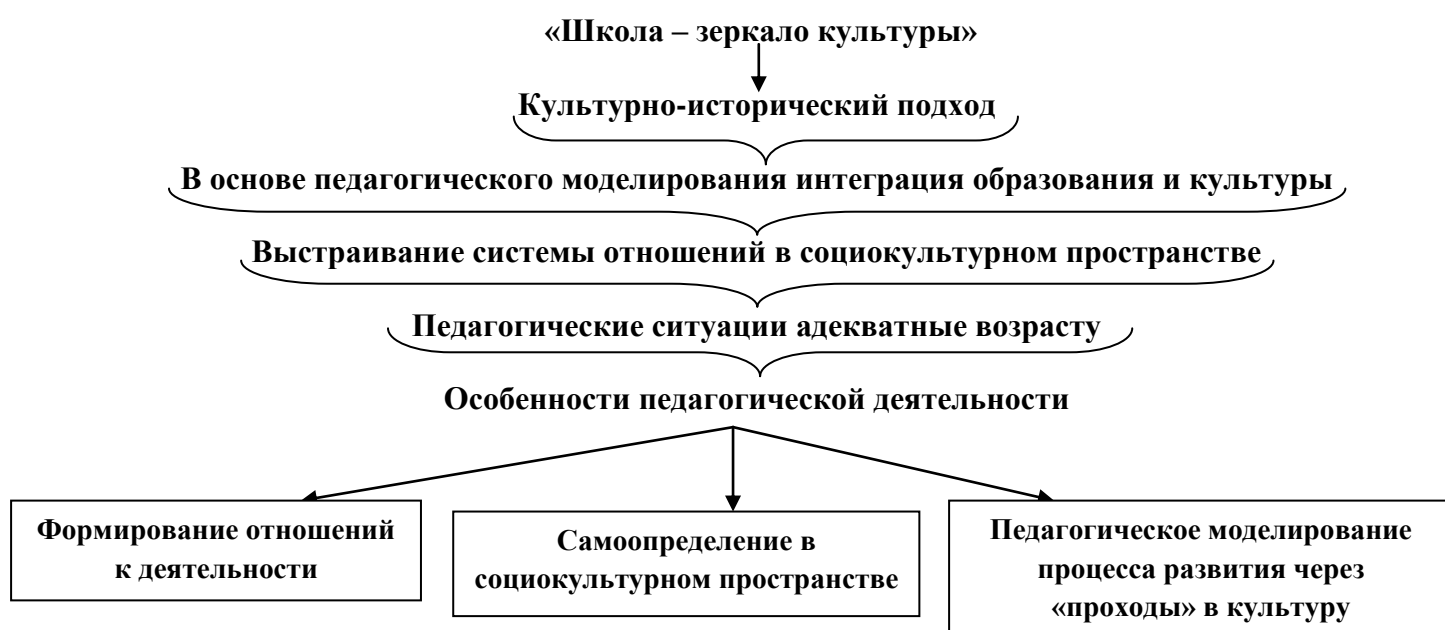 «Школа – зеркало культуры»
Культурно-исторический подход
В основе педагогического моделирования интеграция образования и культуры
Выстраивание системы отношений в социокультурном пространстве
Педагогические ситуации адекватные возрасту
Особенности педагогической деятельности
Формирование отношений
к деятельности
Самоопределение в
социокультурном пространстве
Педагогическое моделирование
процесса развития через
«проходы» в культуру